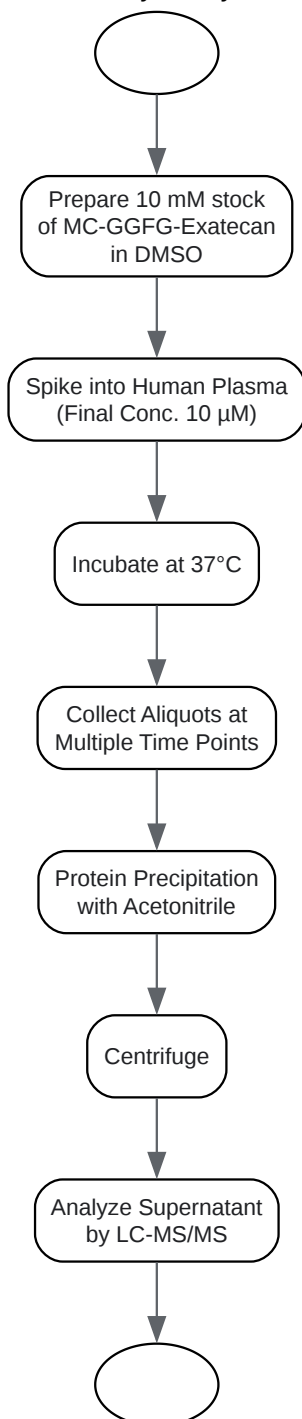 Prepare 10 mM stock
of MC-GGFG-Exatecan
in DMSO
Spike into Human Plasma
(Final Conc. 10 µM)
Incubate at 37°C
Collect Aliquots at
Multiple Time Points
Protein Precipitation
with Acetonitrile
Centrifuge
Analyze Supernatant
by LC-MS/MS